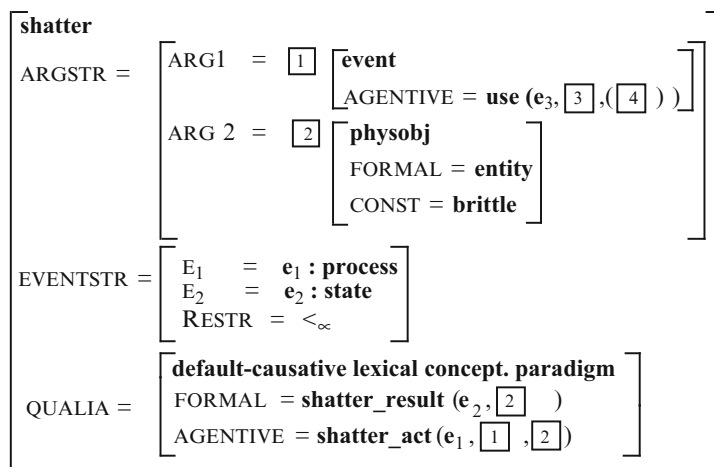 shatter
ARGSTR = ARG1 = 1 event
AGENTIVE = use (e3, 3 ,( 4 ) )
ARG 2 = 2 physobj
FORMAL = entity
CONST = brittle
EVENTSTR = E1 = e1 : process
E2 = e2 : state
RESTR = <∝
QUALIA = default-causative lexical concept. paradigm
FORMAL = shatter_result (e2, 2 )
AGENTIVE = shatter_act (e1, 1 , 2 )